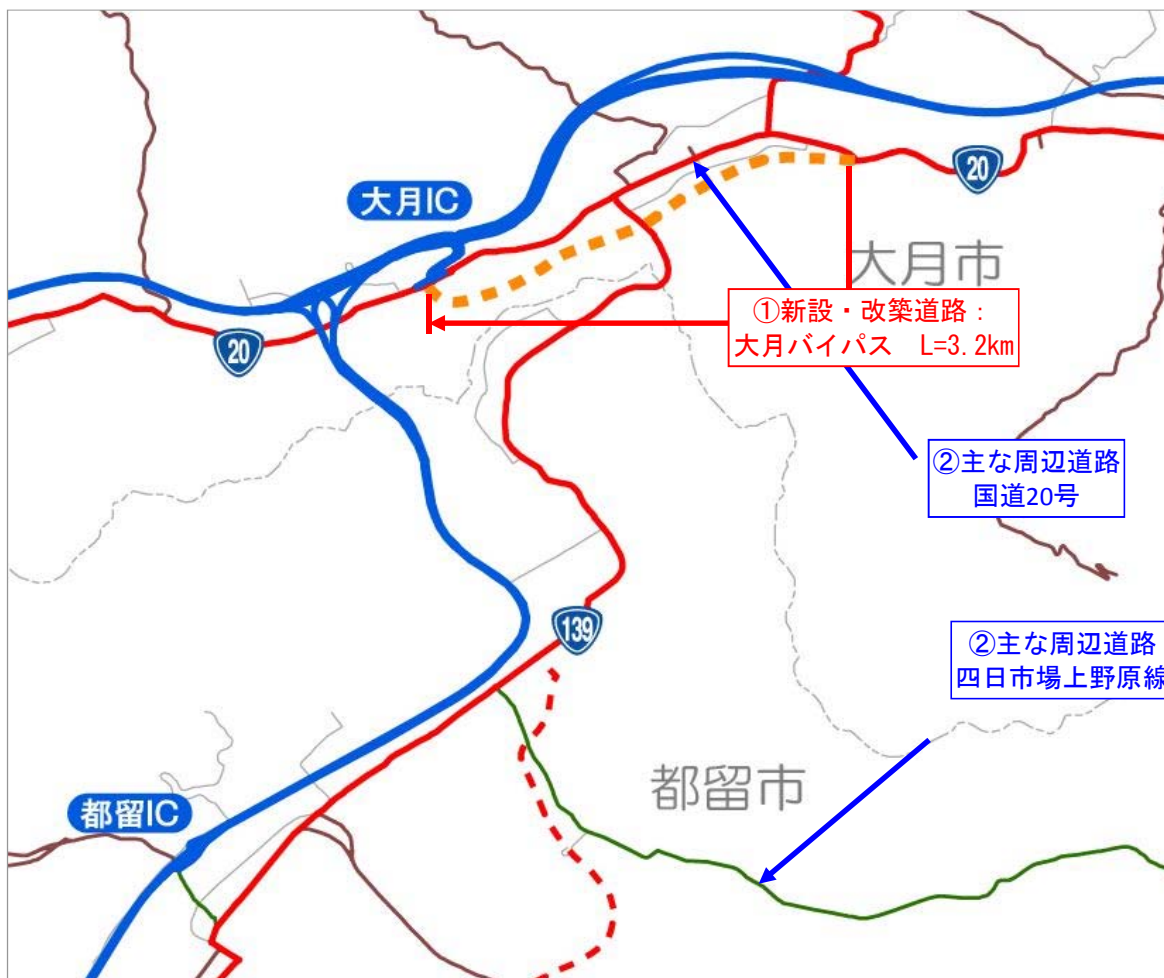 20
大月IC
大月市
①新設・改築道路：
大月バイパス　L=3.2km
20
②主な周辺道路
国道20号
139
②主な周辺道路
四日市場上野原線
都留市
都留IC